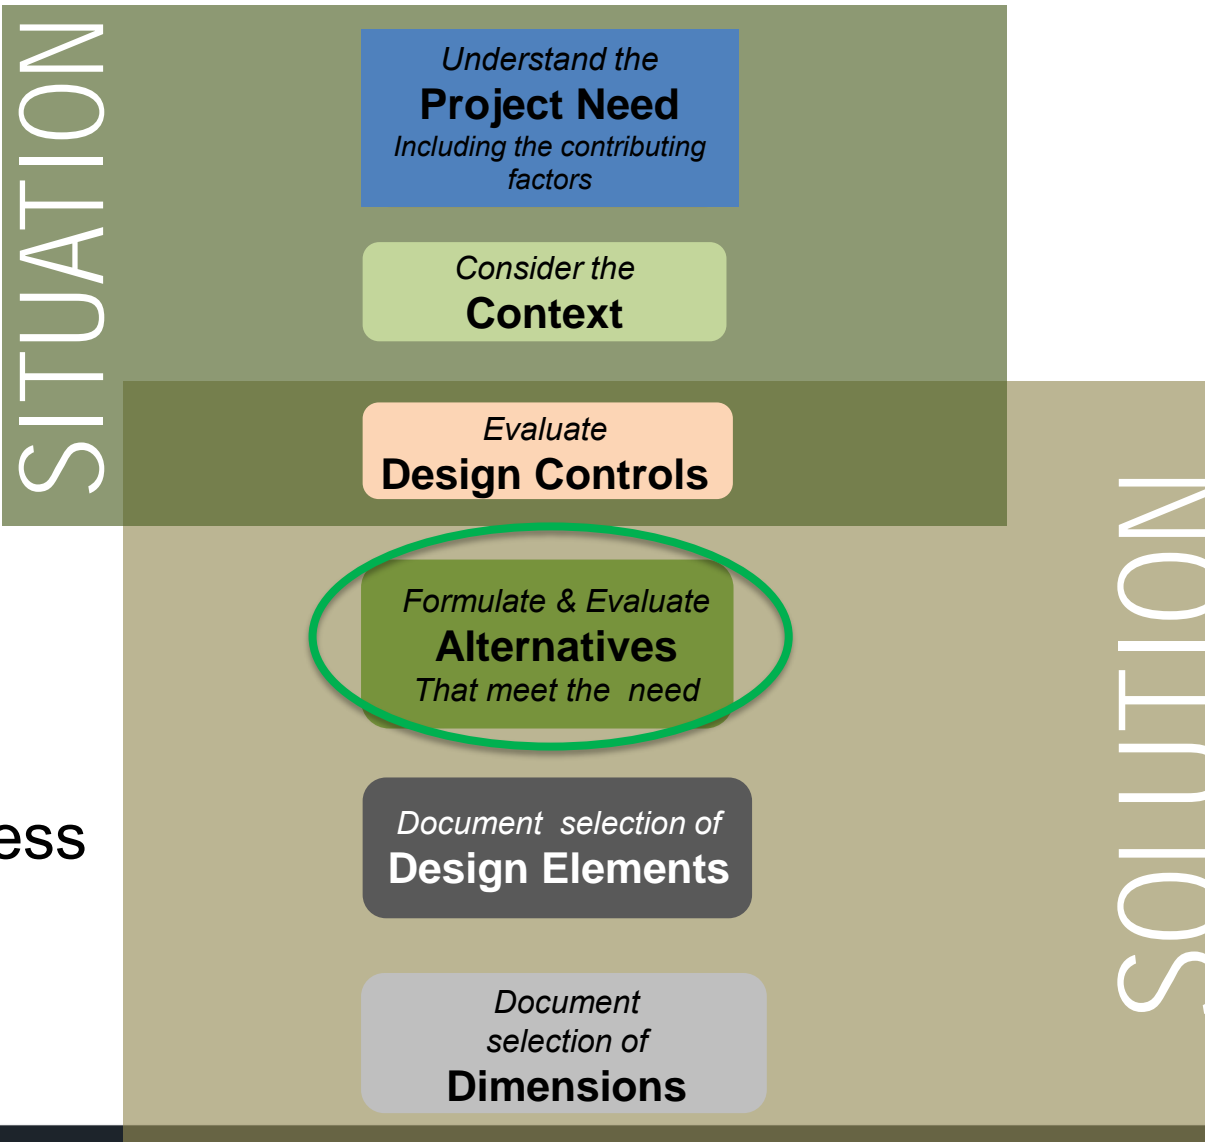 SITUATION
Understand the
Project Need
Including the contributing
factors
Consider the
Context
Evaluate
Design Controls
Formulate & Evaluate
Alternatives
That meet the need
ess
Document selection of
Design Elements
Document
selection of
Dimensions
SOLUTION